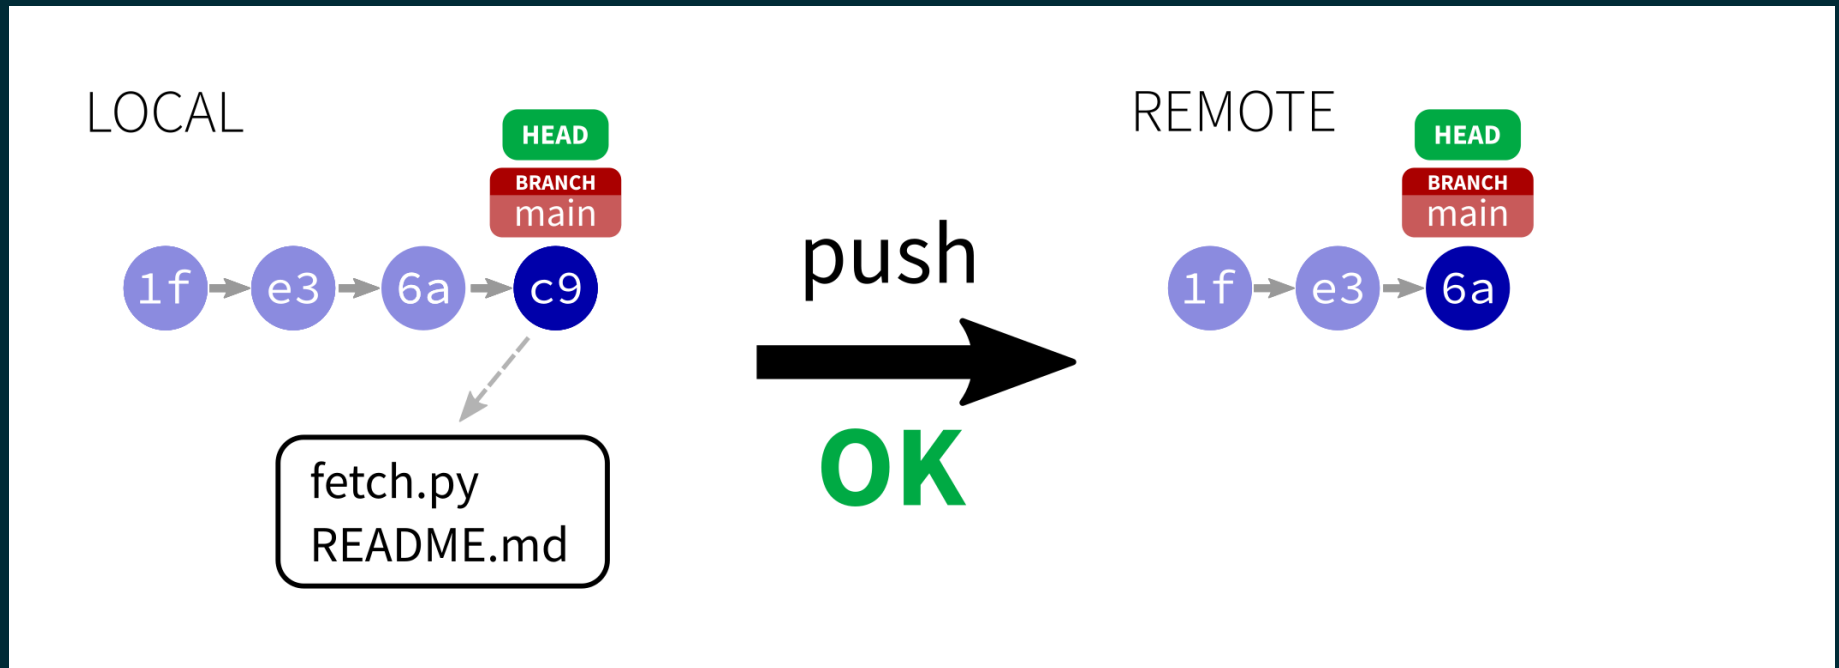 LOCAL
HEAD
BRANCH
main
1f e3 6a c9
fetch.py
README.md
push
OK
REMOTE
HEAD
BRANCH
main
1f e3 6a